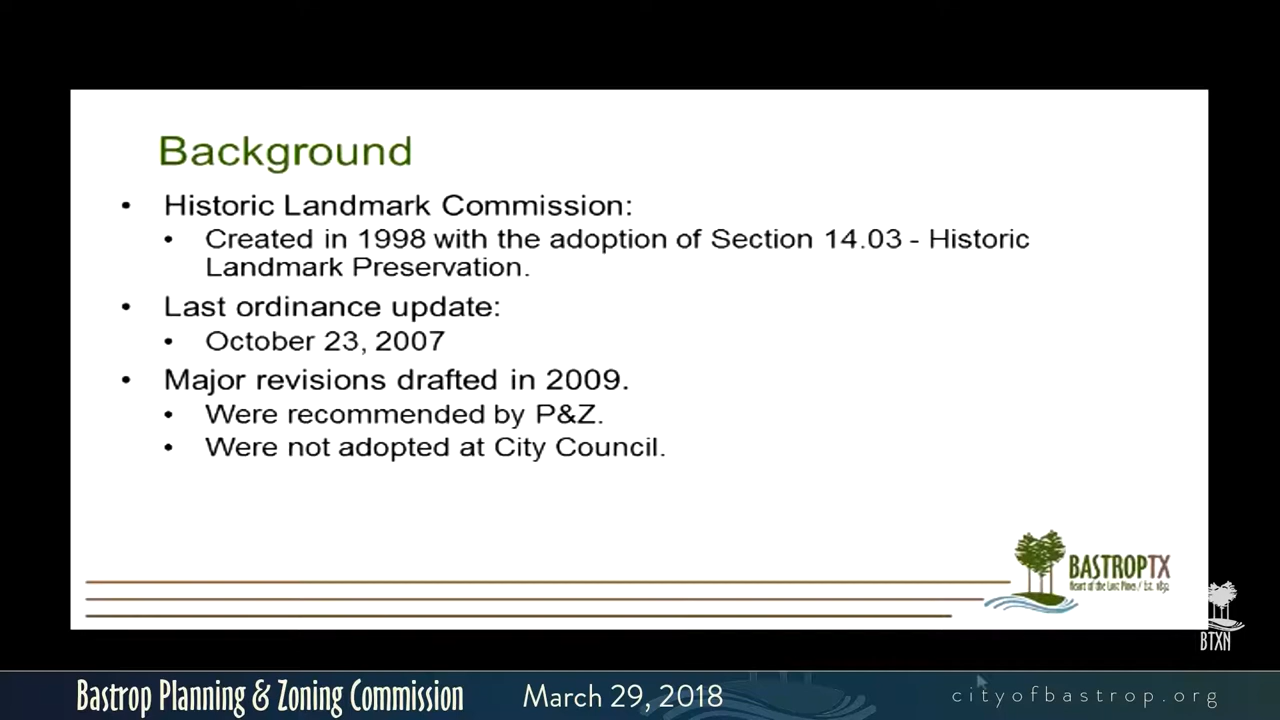 Background
• Historic Landmark Commission:
• Created in 1998 with the adoption of Section 14.03 - Historic
Landmark Preservation.
• Last ordinance update:
• October 23, 2007
• Major revisions drafted in 2009.
• Were recommended by P&Z.
• Were not adopted at City Council.
BASTROPTX
Heart of the Lost Pines / Est. 1832
BTXN
Bastrop Planning & Zoning Commission March 29, 2018 cityofbastrop.org